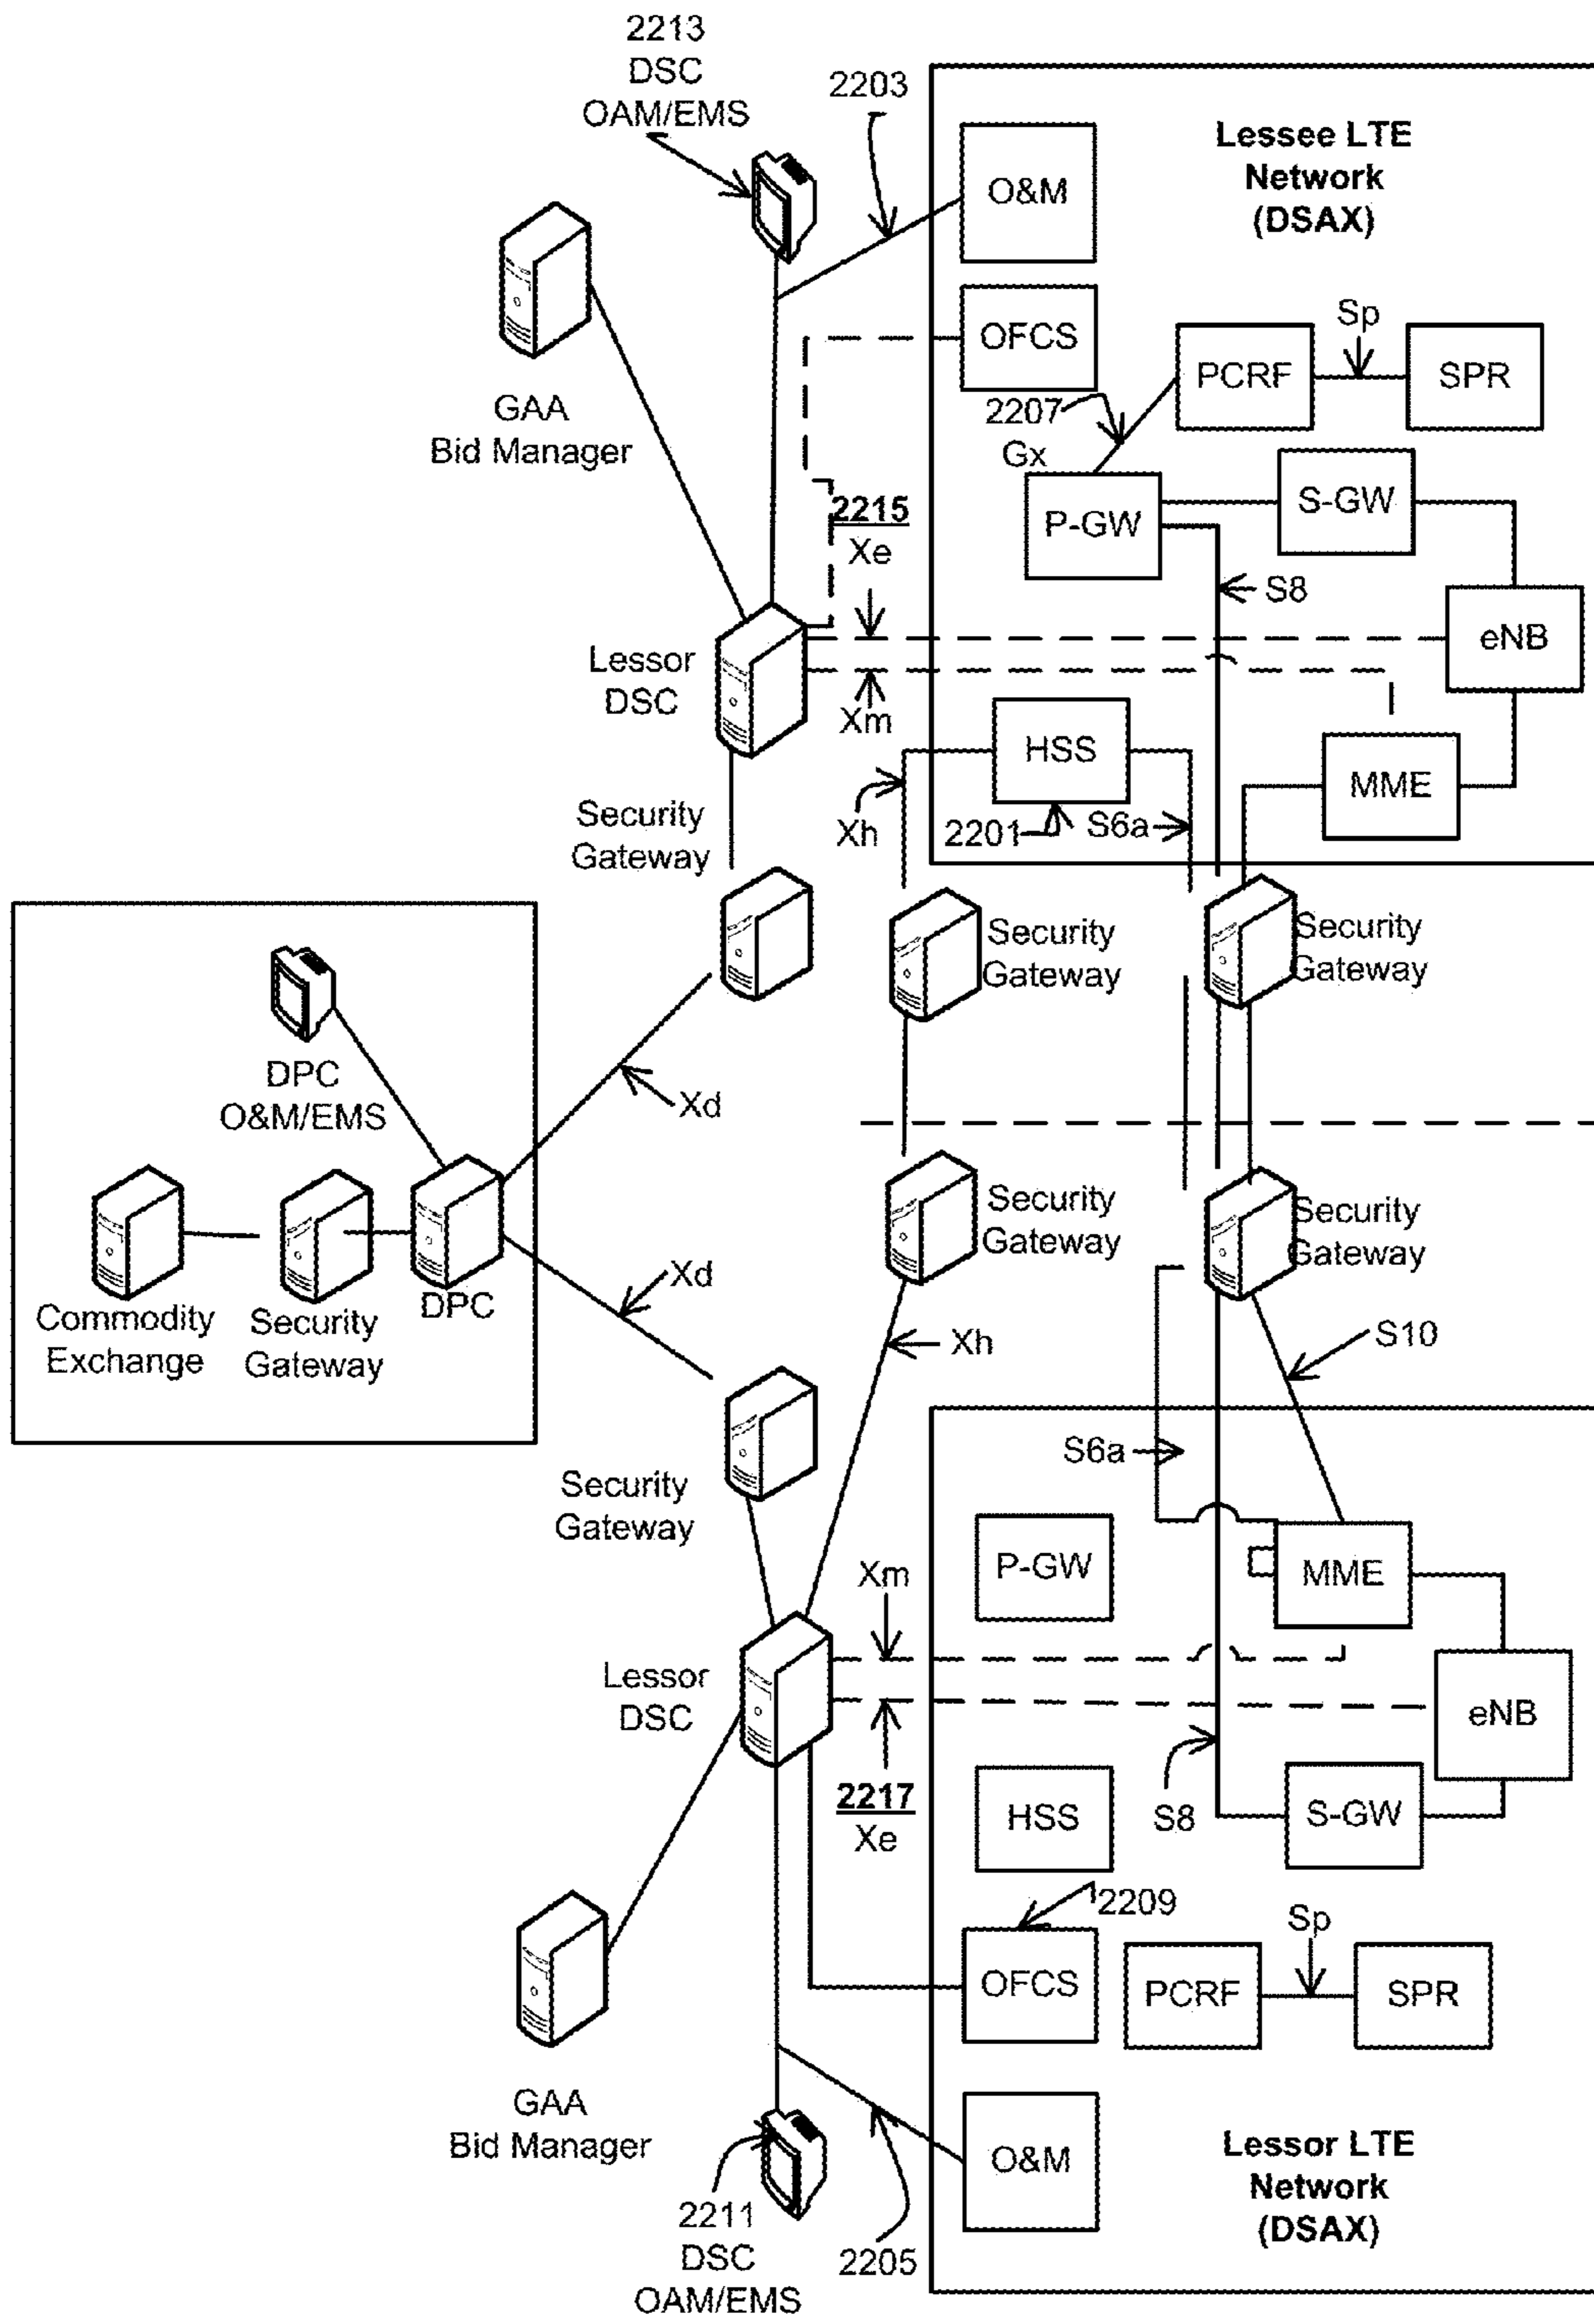 2213
DSC
OAM/EMS
2203
Lessee LTE
Network
(DSAX)
O&M
OFCS
Sp
PCRF
SPR
GAA
Bid Manager
2207
Gx
P-GW
S-GW
2215
Xe
S8
eNB
Lessor
DSC
Xm
HSS
MME
Xh
2201
S6a
Security
Gateway
Security
Gateway
Security
Gateway
DPC
O&M/EMS
Xd
Security
Gateway
Security
Gateway
Commodity
Exchange
Security
Gateway
DPC
Xd
Xh
S10
S6a
Security
Gateway
P-GW
MME
Xm
Lessor
DSC
eNB
2217
Xe
HSS
S8
S-GW
2209
OFCS
Sp
PCRF
SPR
GAA
Bid Manager
O&M
Lessor LTE
Network
(DSAX)
2211
DSC
OAM/EMS
2205